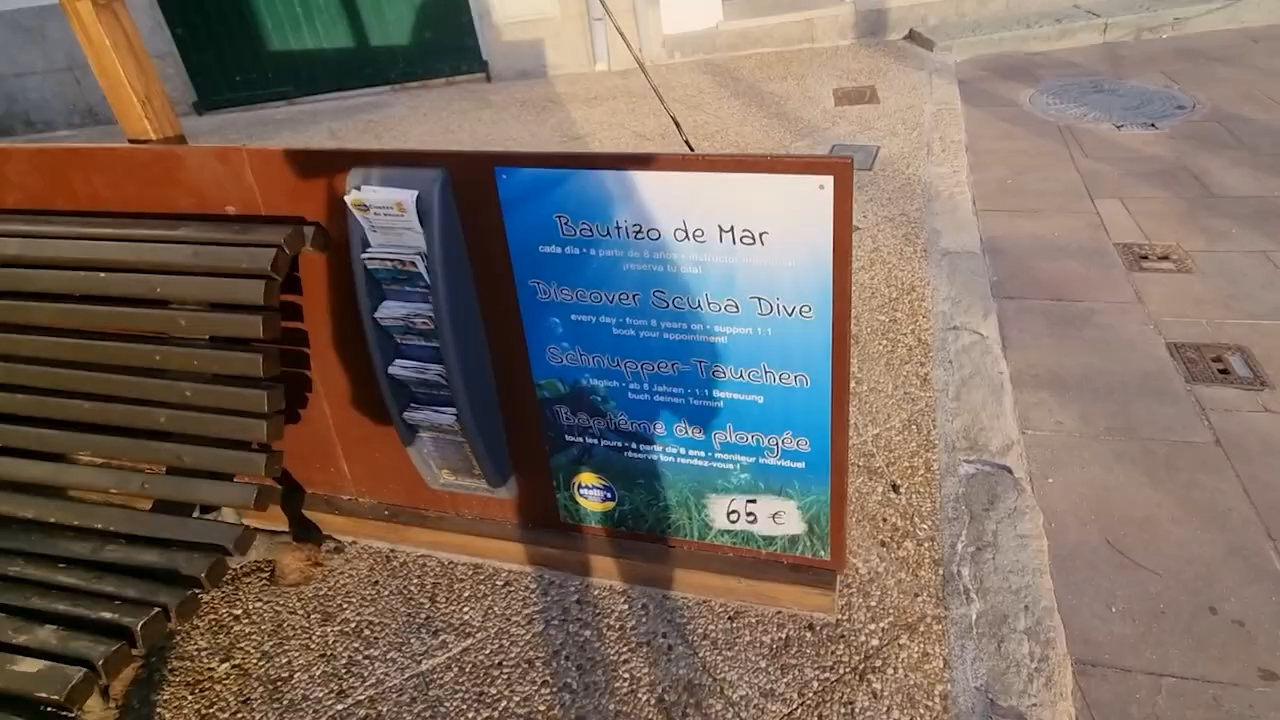 Bautizo de Mar
cada dia • a partir de 8 años • instructor individual
¡reserva tu cita!
Discover Scuba Dive
every day • from 8 years on • support 1:1
book your appointment!
Schnupper-Tauchen
täglich • ab 8 Jahren • 1:1 Betreuung
buch deinen Termin!
Baptême de plongée
tous les jours • à partir de 8 ans • moniteur individuel
réserve ton rendez-vous !
65 €